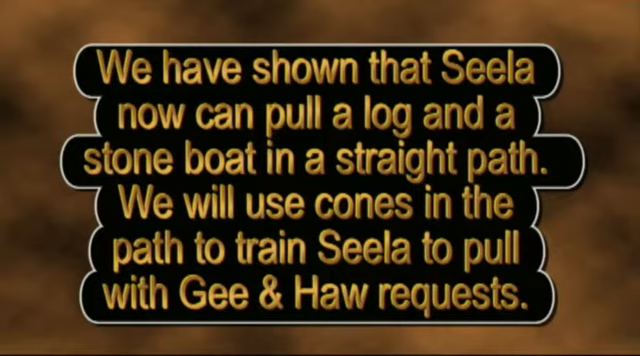 We have shown that Seela
now can pull a log and a
stone boat in a straight path.
We will use cones in the
path to train Seela to pull
with Gee & Haw requests.